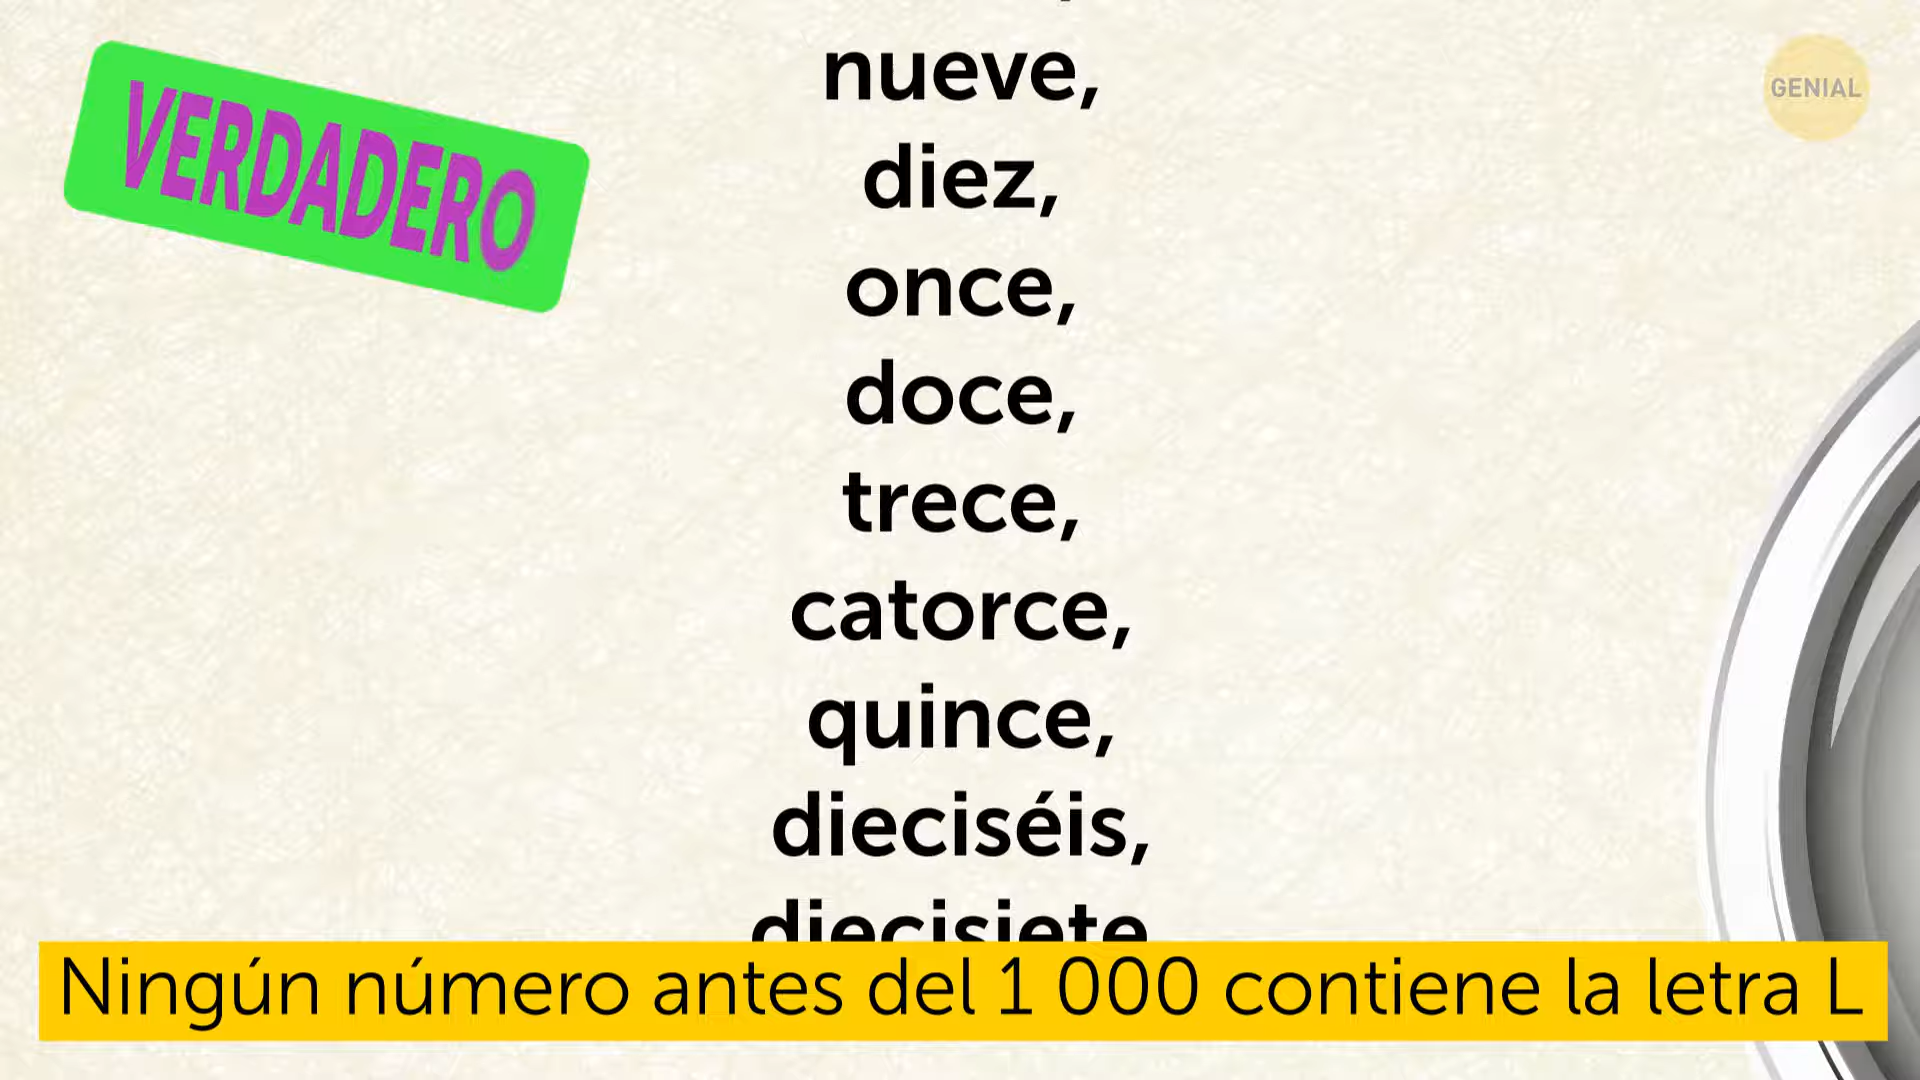 nueve,
VERDADERO
GENIAL
diez,
once,
doce,
trece,
catorce,
quince,
dieciséis,
diecisiete
Ningún número antes del 1 000 contiene la letra L